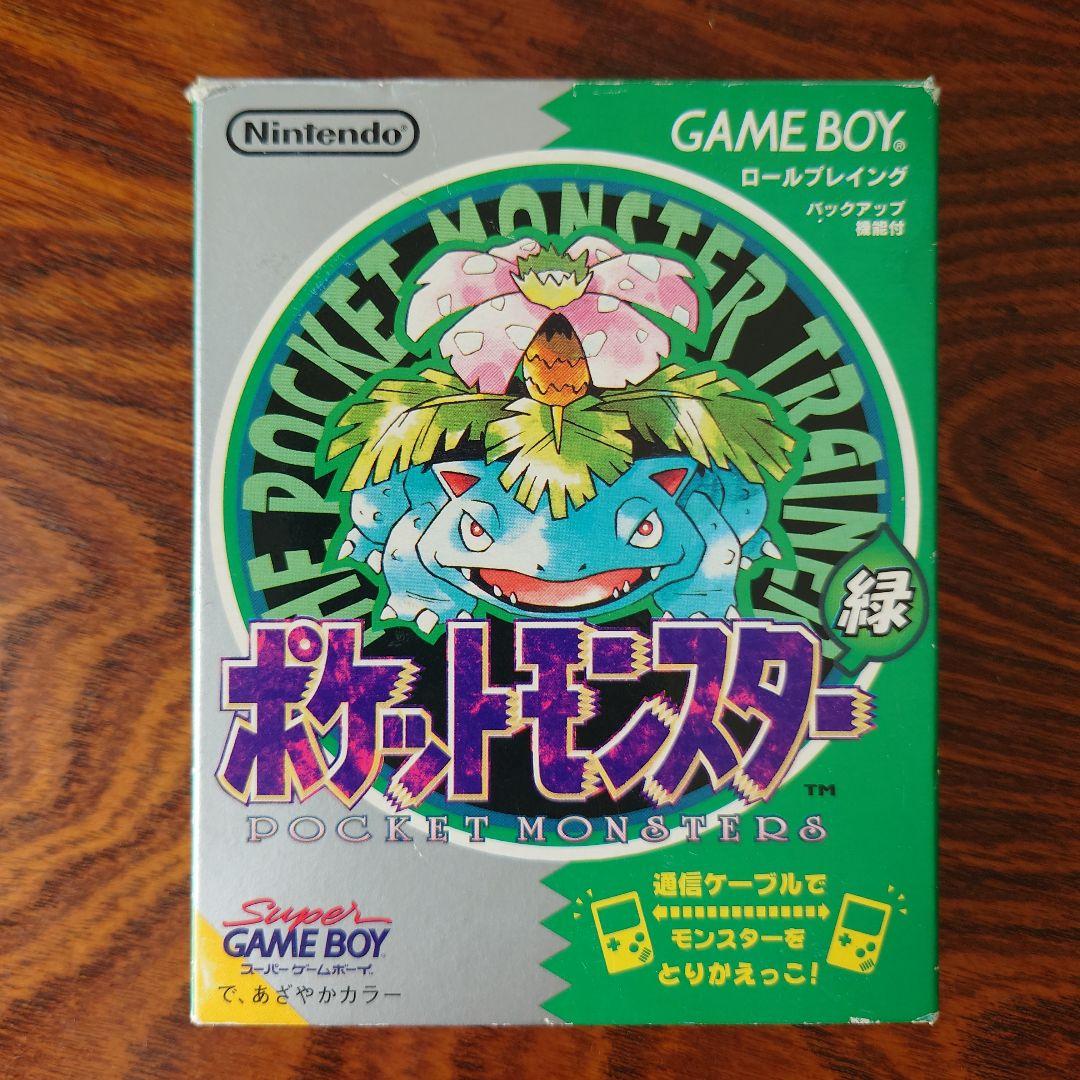 Nintendo®
GAME BOY®
ロールプレイング
バックアップ
機能付
THE POCKET MONSTER TRAINER
緑
ポケットモンスター
TM
POCKET MONSTERS
通信ケーブルで
モンスターを
とりかえっこ!
Super
GAME BOY
スーパーゲームボーイ
で、あざやかカラー